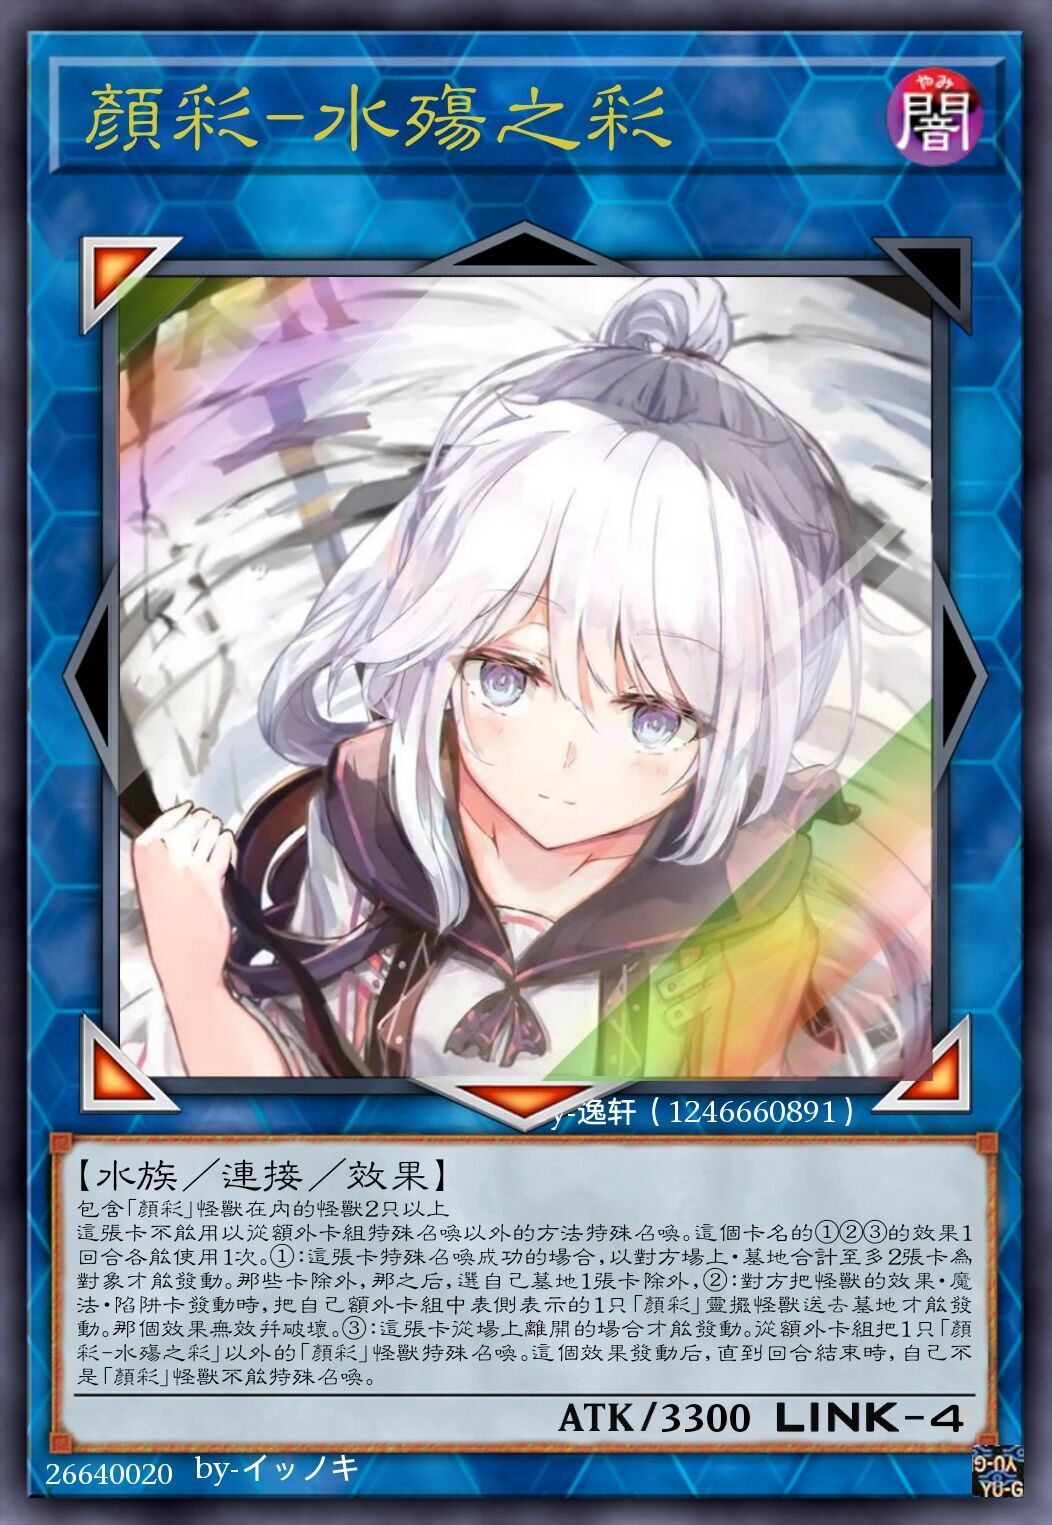 顏彩-水殤之彩
やみ
闇
y-逸轩（1246660891）
【水族／連接／效果】
包含「顏彩」怪獸在內的怪獸2只以上
這張卡不能用以從額外卡組特殊召喚以外的方法特殊召喚。這個卡名的①②③的效果1
回合各能使用1次。①：這張卡特殊召喚成功的場合，以對方場上・墓地合計至多2張卡為
對象才能發動。那些卡除外，那之后，選自己墓地1張卡除外，②：對方把怪獸的效果・魔
法・陷阱卡發動時，把自己額外卡組中表側表示的1只「顏彩」靈擺怪獸送去墓地才能發
動。那個效果無效并破壞。③：這張卡從場上離開的場合才能發動。從額外卡組把1只「顏
彩-水殤之彩」以外的「顏彩」怪獸特殊召喚。這個效果發動后，直到回合結束時，自己不
是「顏彩」怪獸不能特殊召喚。
ATK/3300 LINK-4
26640020 by-イッノキ
YU-G
YU-G